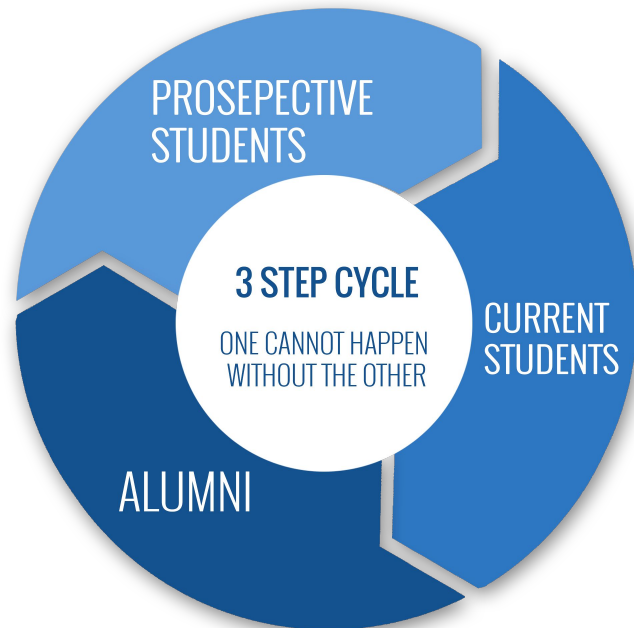 PROSEPECTIVE
STUDENTS
3 STEP CYCLE
ONE CANNOT HAPPEN
WITHOUT THE OTHER
CURRENT
STUDENTS
ALUMNI